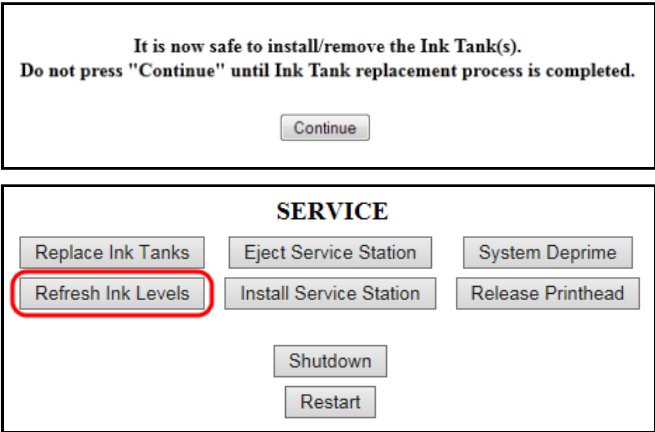 It is now safe to install/remove the Ink Tank(s).
Do not press "Continue" until Ink Tank replacement process is completed.
Continue
SERVICE
Replace Ink Tanks Eject Service Station System Deprime
Refresh Ink Levels Install Service Station Release Printhead
Shutdown
Restart